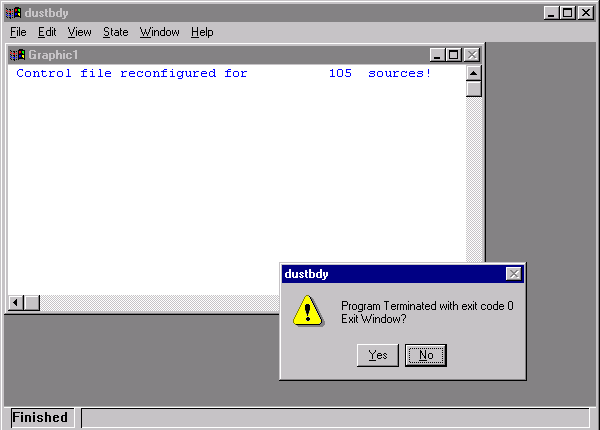 dustbdy
File Edit View State Window Help
Graphic1
Control file reconfigured for 105 sources!
dustbdy
Program Terminated with exit code 0
Exit Window?
Yes No
Finished